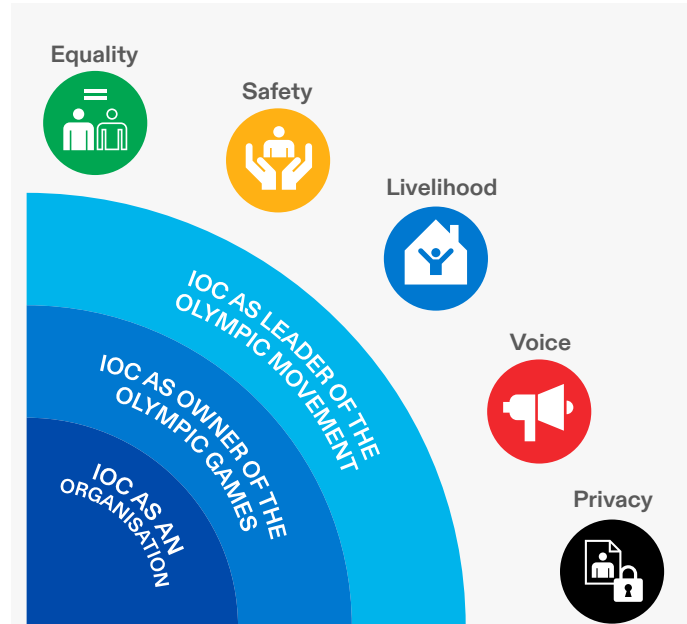 Equality
Safety
Livelihood
Voice
Privacy
IOC AS LEADER OF THE
OLYMPIC MOVEMENT
IOC AS OWNER OF THE
OLYMPIC GAMES
IOC AS AN
ORGANISATION